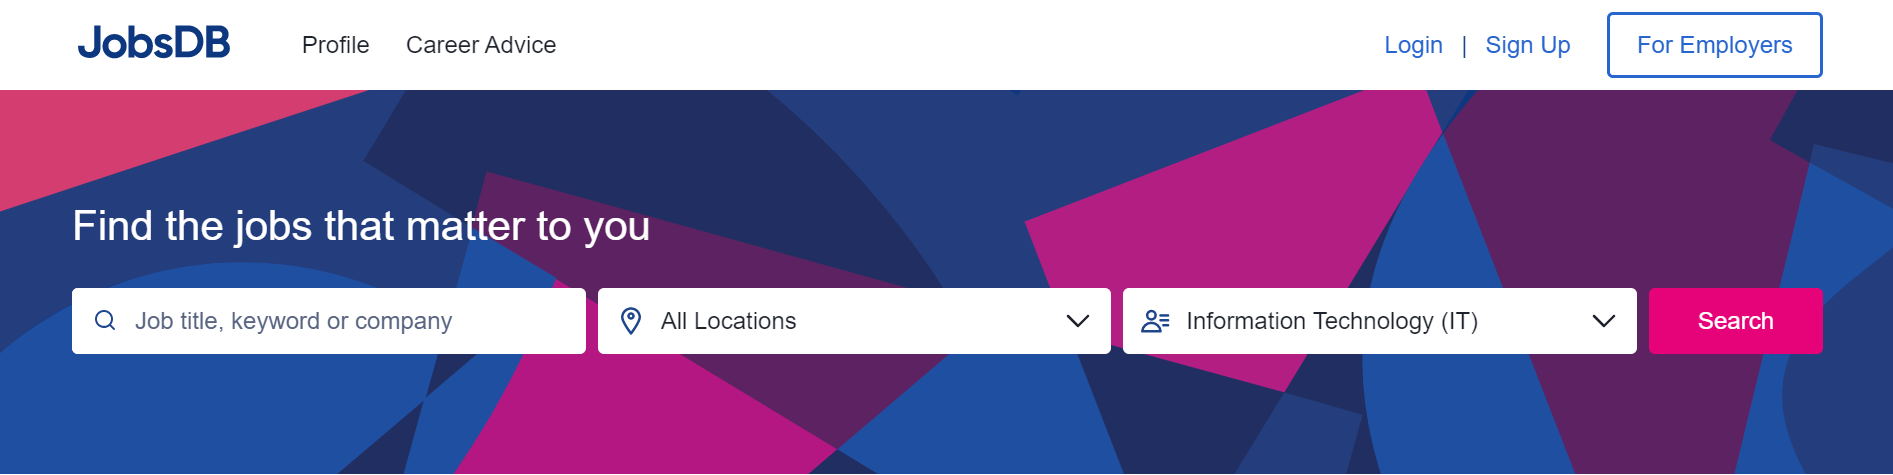 JobsDB Profile Career Advice Login | Sign Up For Employers
Find the jobs that matter to you
Job title, keyword or company All Locations Information Technology (IT) Search